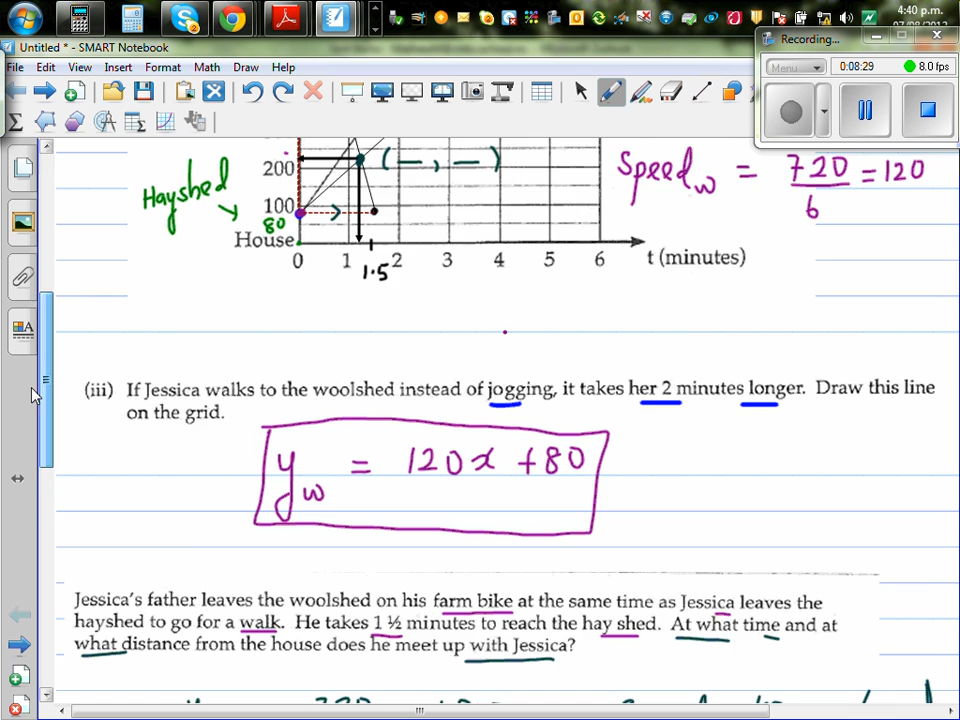 4:40 p.m.
Untitled * - SMART Notebook
Recording...
File Edit View Insert Format Math Draw Help
Menu 0:08:29 8.0 fps
200 (—, —)
Speed w = 720 / 6 = 120
Hayshed
100
80
House
0 1 2 3 4 5 6 t (minutes)
1.5
(iii) If Jessica walks to the woolshed instead of jogging, it takes her 2 minutes longer. Draw this line
on the grid.
y w = 120x + 80
Jessica's father leaves the woolshed on his farm bike at the same time as Jessica leaves the
hayshed to go for a walk. He takes 1 ½ minutes to reach the hay shed. At what time and at
what distance from the house does he meet up with Jessica?